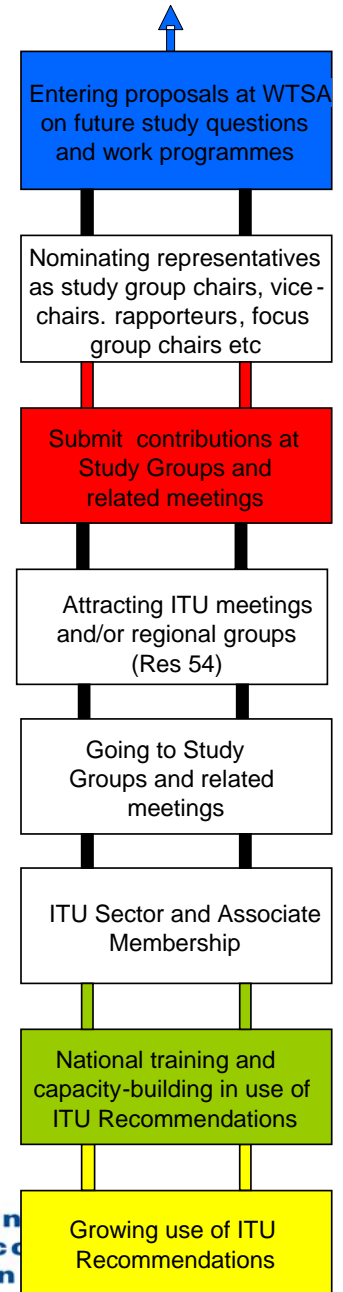 Entering proposals at WTSA
on future study questions
and work programmes
Nominating representatives
as study group chairs, vice-
chairs. rapporteurs, focus
group chairs etc
Submit contributions at
Study Groups and
related meetings
Attracting ITU meetings
and/or regional groups
(Res 54)
Going to Study
Groups and related
meetings
ITU Sector and Associate
Membership
National training and
capacity-building in use of
ITU Recommendations
Growing use of ITU
Recommendations